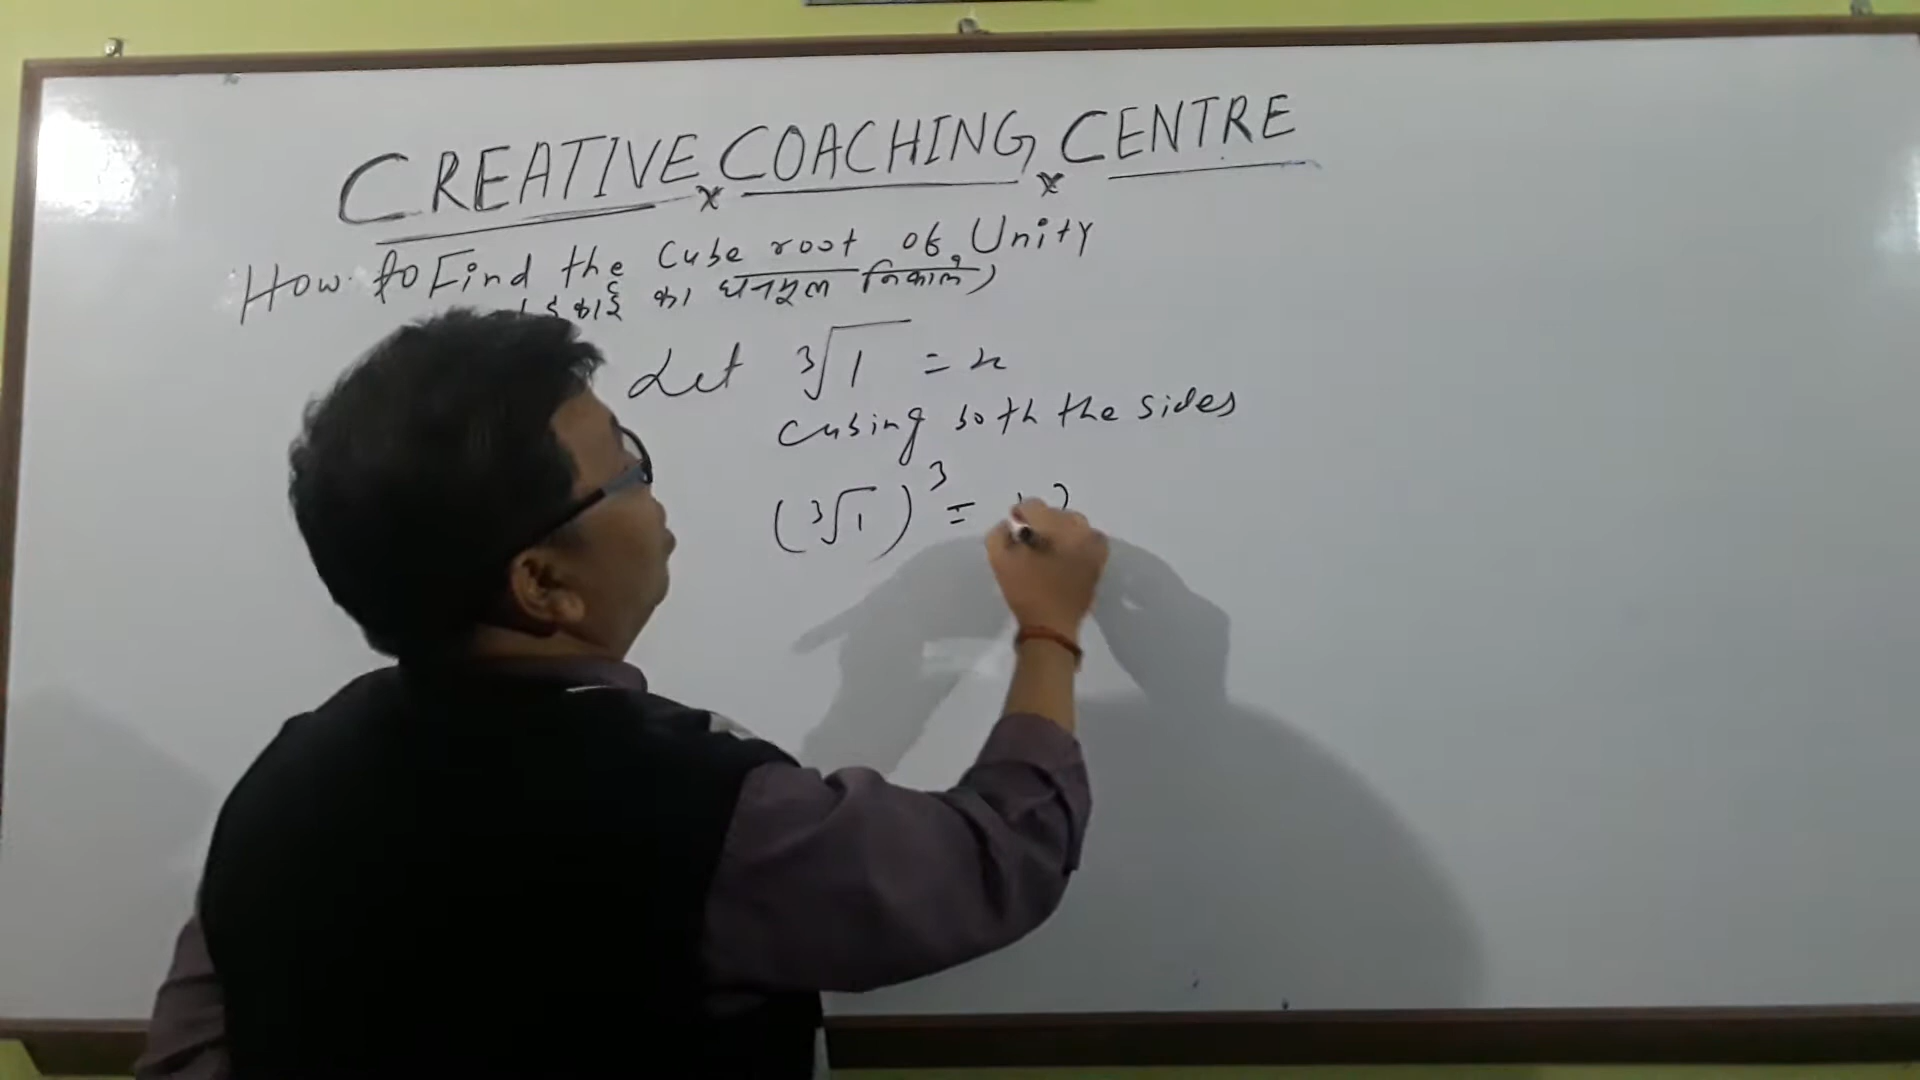 CREATIVE COACHING CENTRE
How to Find the Cube root of Unity
इकाई का घनमूल निकालें
Let ∛1 = x
cubing both the sides
(∛1)³ =